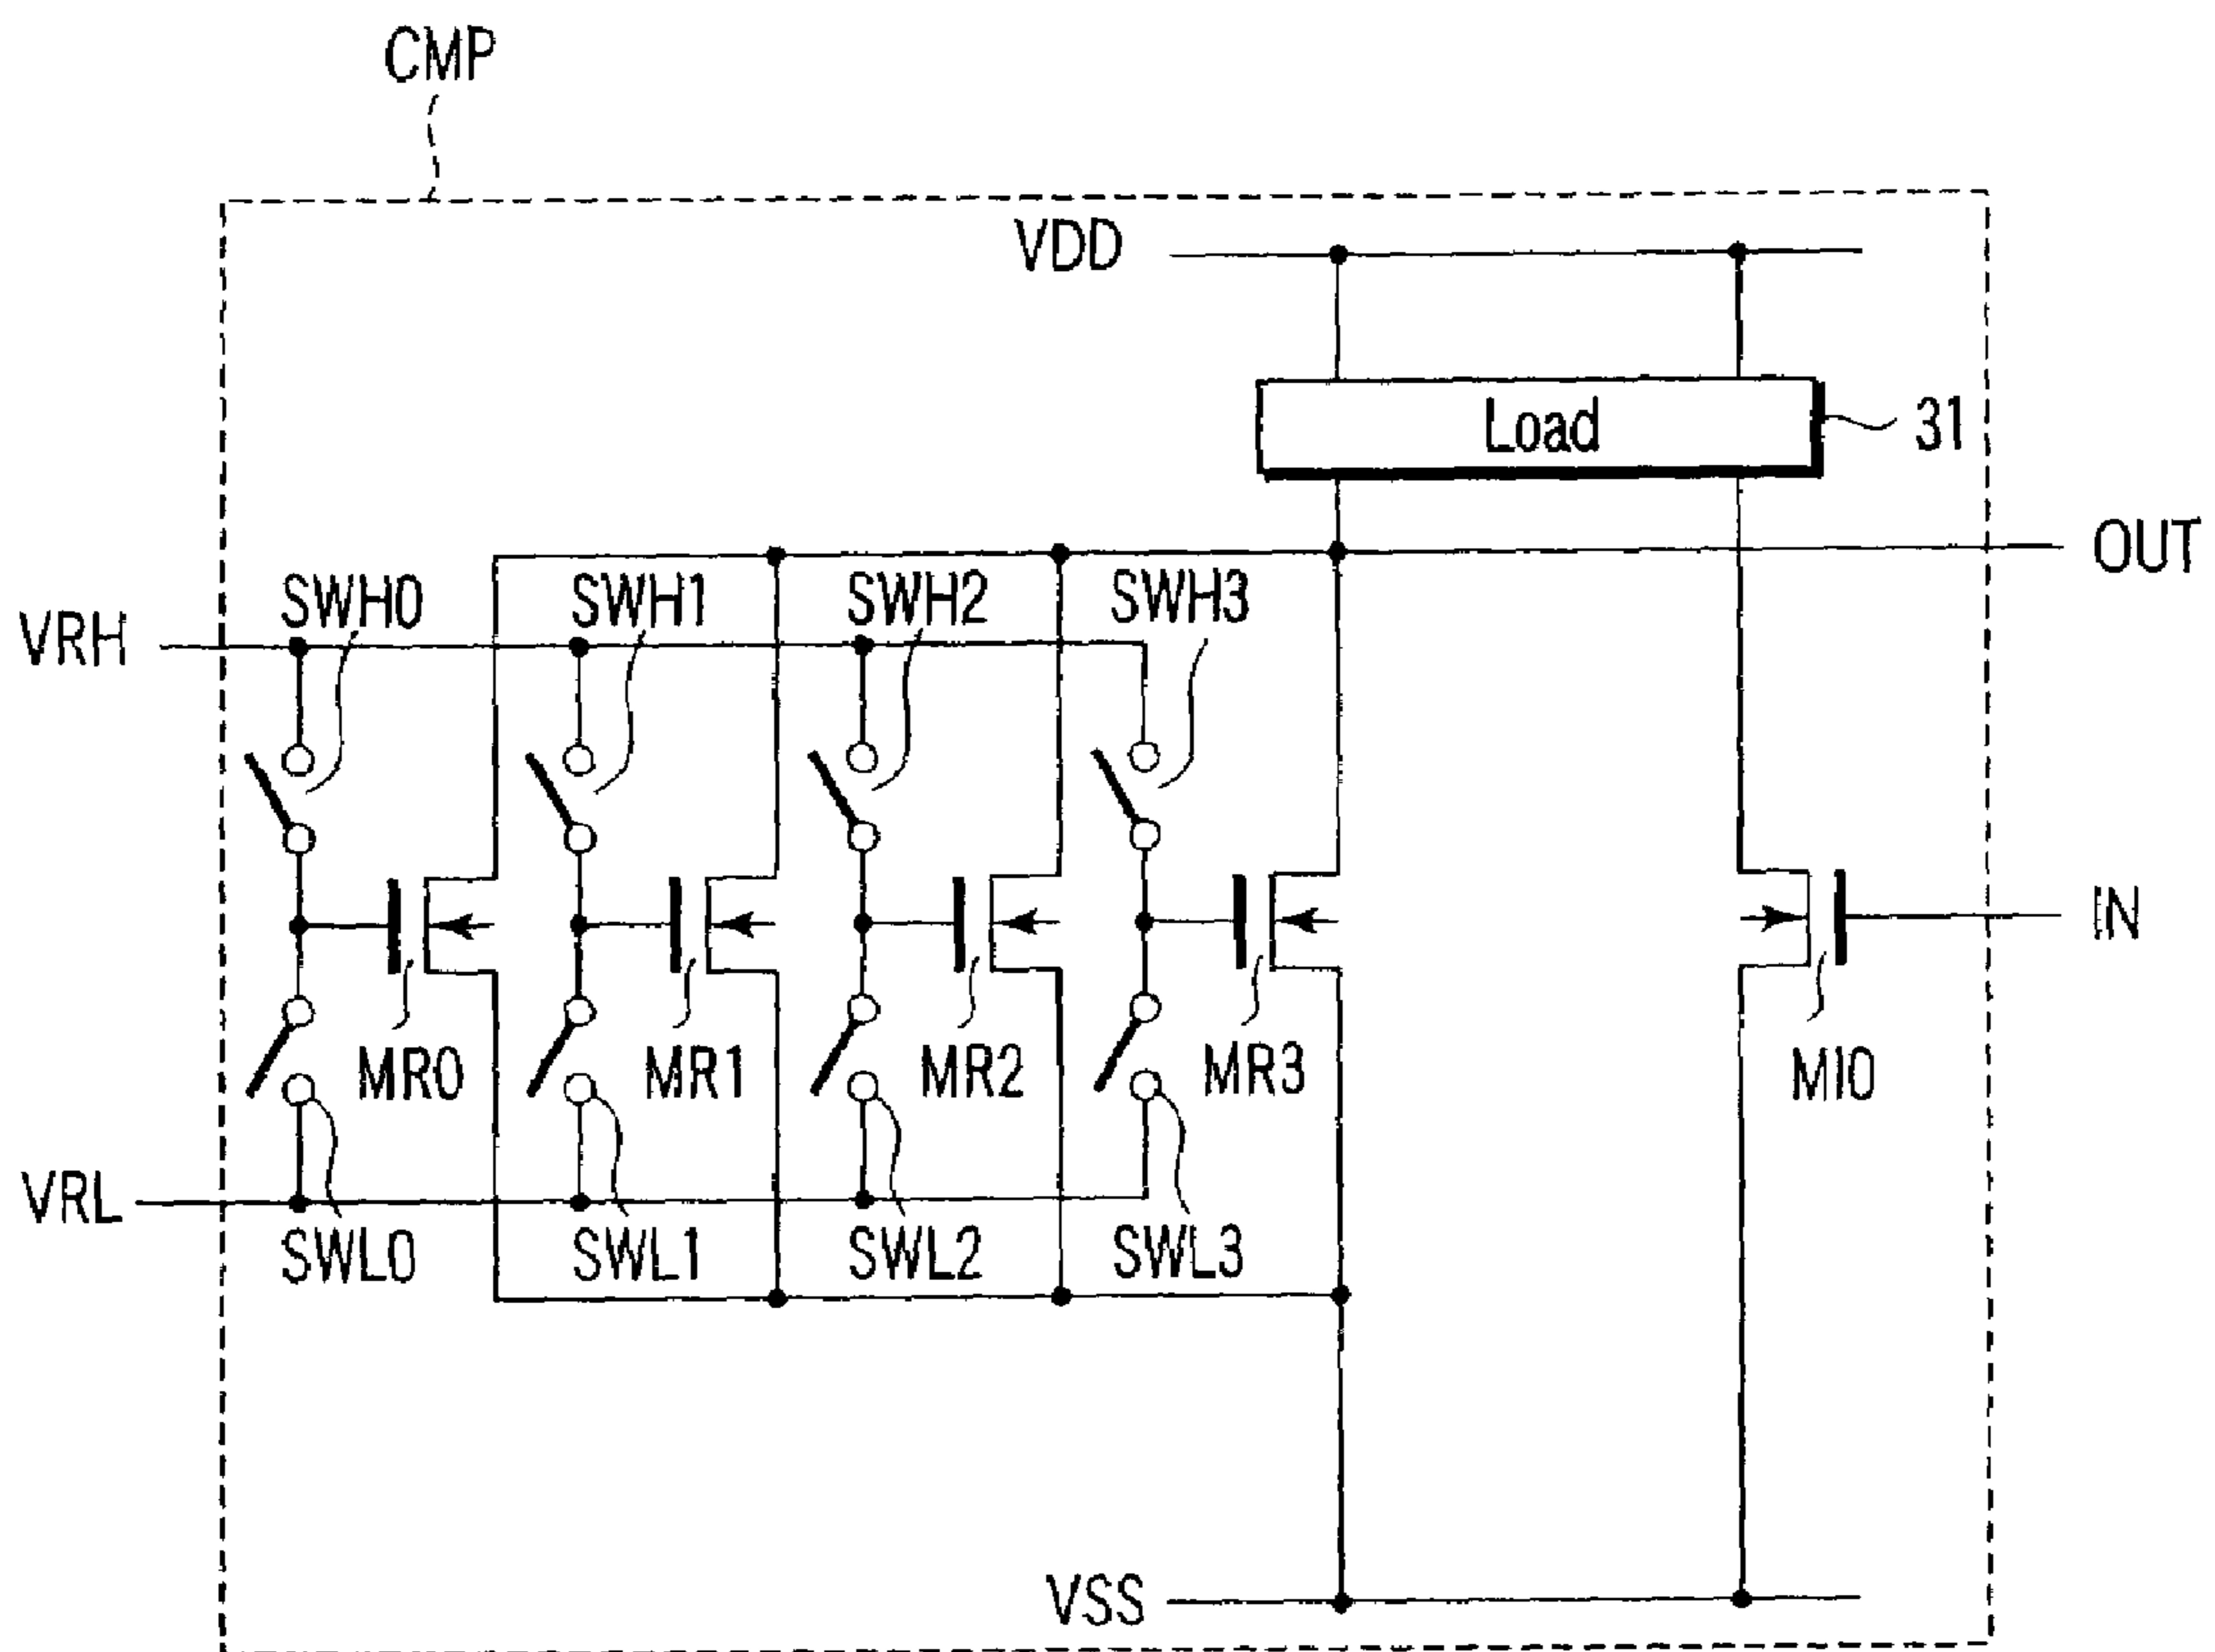 CMP
VDD
Load
31
OUT
SWH0
SWH1
SWH2
SWH3
VRH
IN
MR0
MR1
MR2
MR3
MI0
VRL
SWL0
SWL1
SWL2
SWL3
VSS